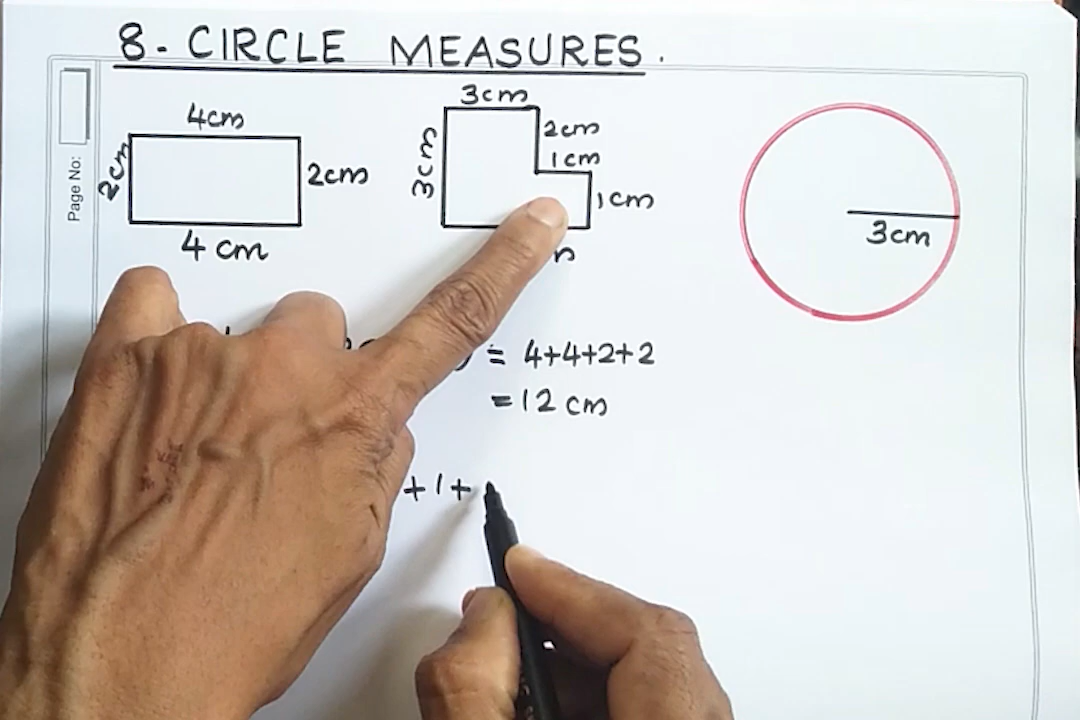 8. CIRCLE MEASURES.
Page No:
4cm
2cm
2cm
4 cm
3cm
3cm
2cm
1cm
1cm
3cm
= 4+4+2+2
= 12 cm
+1+